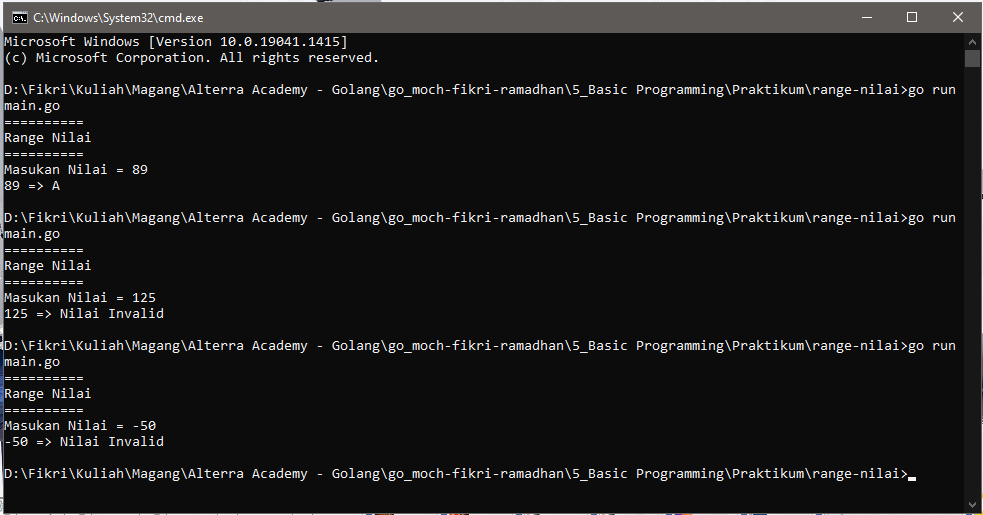 C:\Windows\System32\cmd.exe
Microsoft Windows [Version 10.0.19041.1415]
(c) Microsoft Corporation. All rights reserved.
D:\Fikri\Kuliah\Magang\Alterra Academy - Golang\go_moch-fikri-ramadhan\5_Basic Programming\Praktikum\range-nilai>go run
main.go
==========
Range Nilai
==========
Masukan Nilai = 89
89 => A
D:\Fikri\Kuliah\Magang\Alterra Academy - Golang\go_moch-fikri-ramadhan\5_Basic Programming\Praktikum\range-nilai>go run
main.go
==========
Range Nilai
==========
Masukan Nilai = 125
125 => Nilai Invalid
D:\Fikri\Kuliah\Magang\Alterra Academy - Golang\go_moch-fikri-ramadhan\5_Basic Programming\Praktikum\range-nilai>go run
main.go
==========
Range Nilai
==========
Masukan Nilai = -50
-50 => Nilai Invalid
D:\Fikri\Kuliah\Magang\Alterra Academy - Golang\go_moch-fikri-ramadhan\5_Basic Programming\Praktikum\range-nilai>